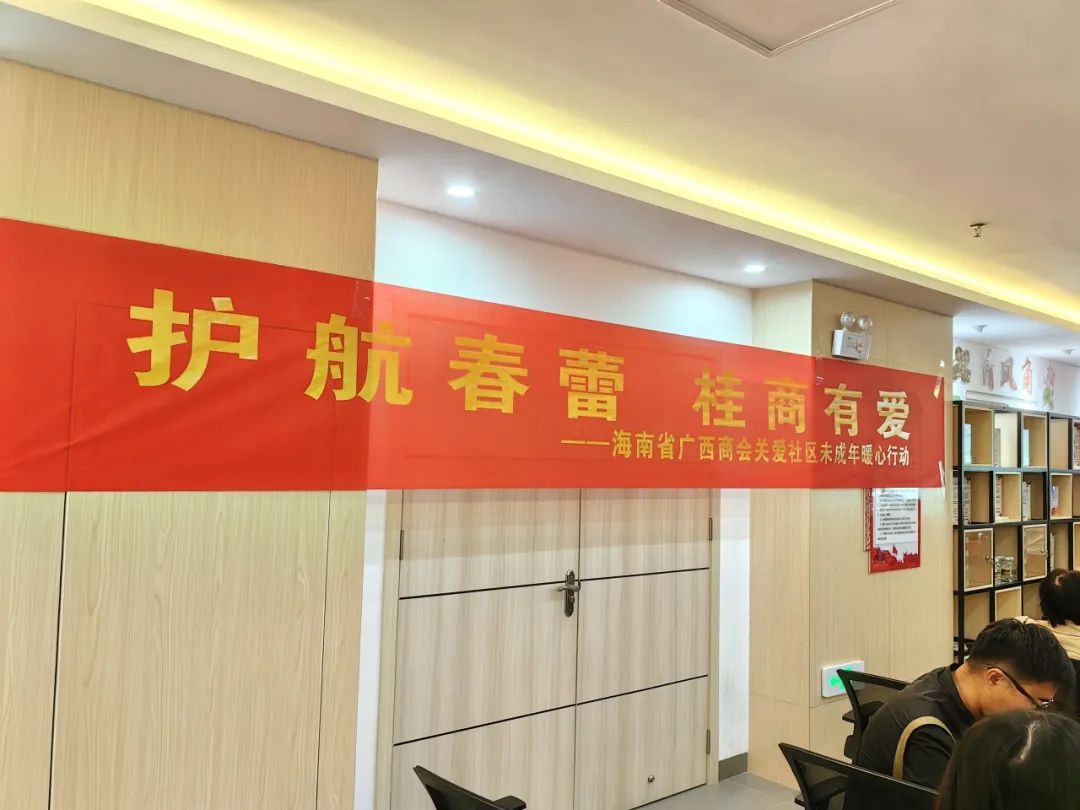 护航春蕾 桂商有爱
——海南省广西商会关爱社区未成年暖心行动